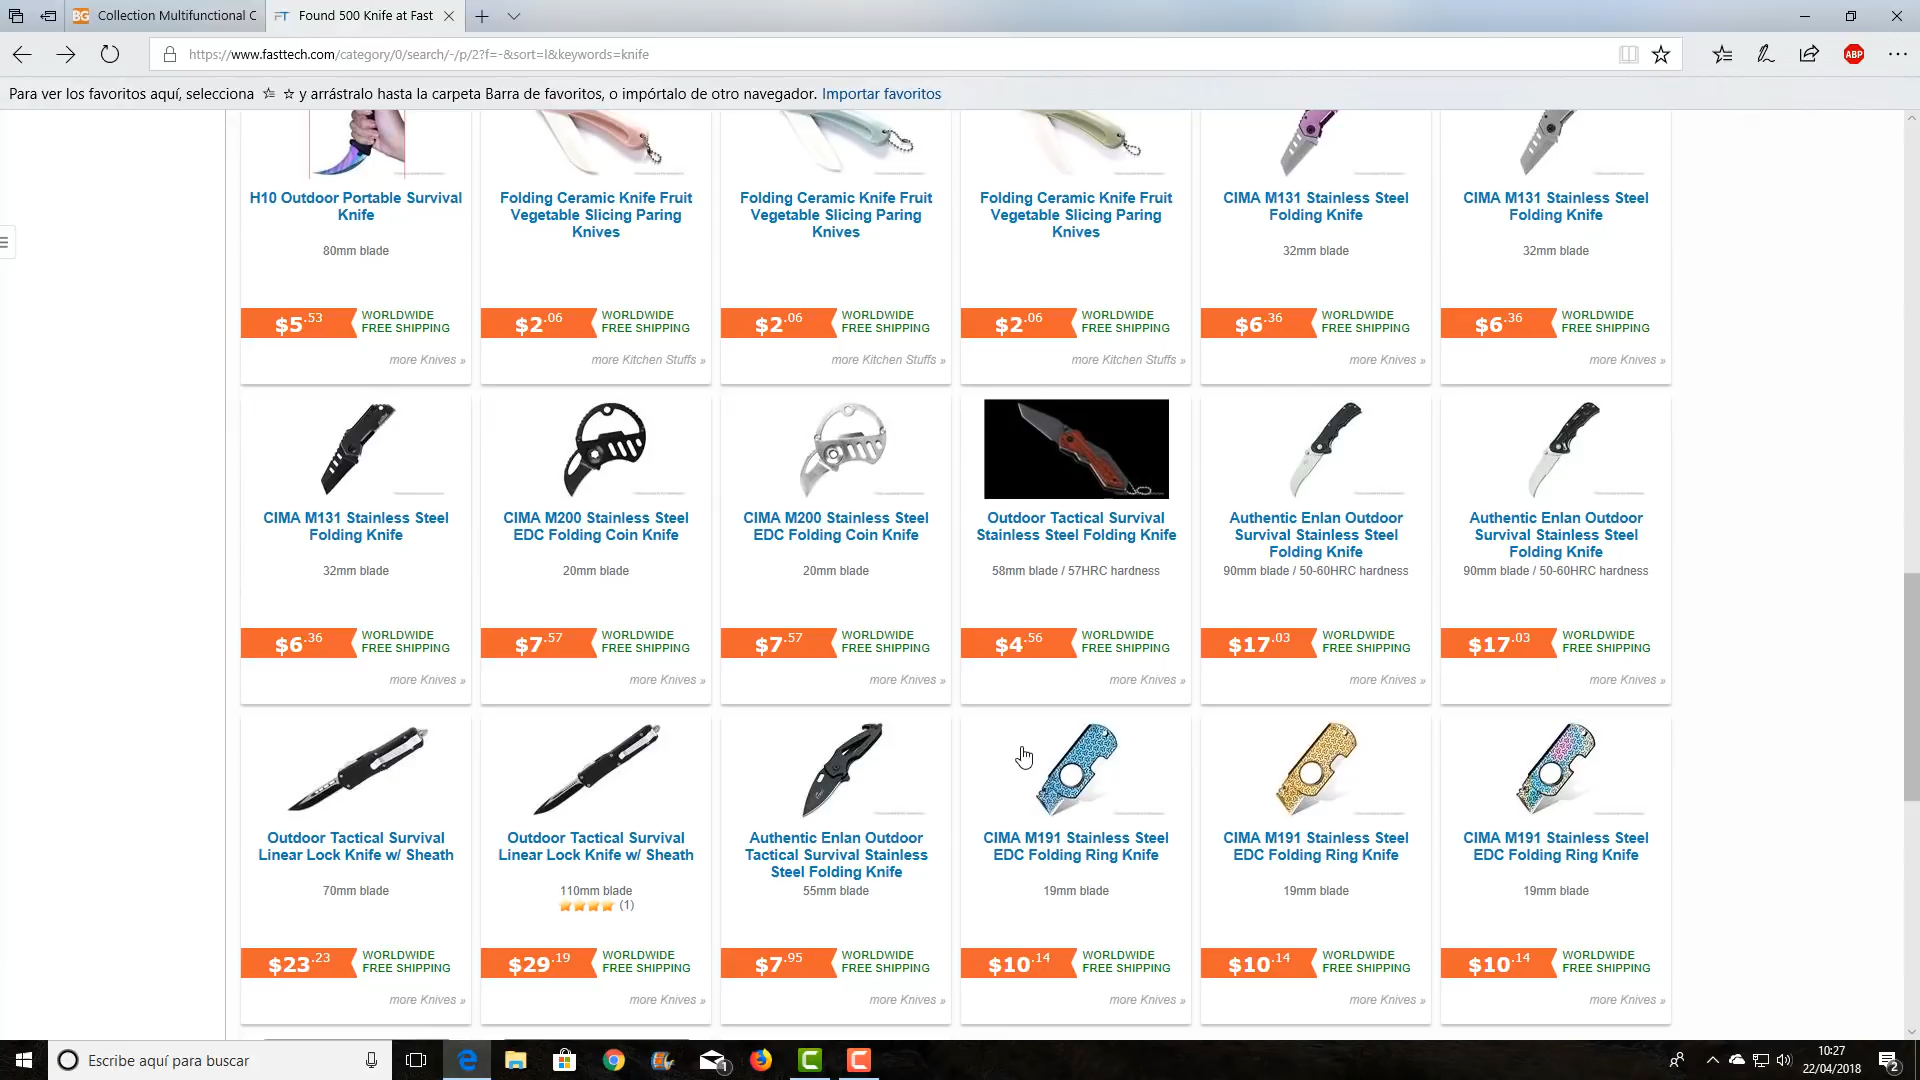 Collection Multifunctional C
Found 500 Knife at Fast
https://www.fasttech.com/category/0/search/-/p/2?f=-&sort=l&keywords=knife
ABP
Para ver los favoritos aquí, selecciona y arrástralo hasta la carpeta Barra de favoritos, o impórtalo de otro navegador. Importar favoritos
H10 Outdoor Portable Survival
Knife
80mm blade
$5.53
WORLDWIDE
FREE SHIPPING
more Knives »
Folding Ceramic Knife Fruit
Vegetable Slicing Paring
Knives
$2.06
WORLDWIDE
FREE SHIPPING
more Kitchen Stuffs »
Folding Ceramic Knife Fruit
Vegetable Slicing Paring
Knives
$2.06
WORLDWIDE
FREE SHIPPING
more Kitchen Stuffs »
Folding Ceramic Knife Fruit
Vegetable Slicing Paring
Knives
$2.06
WORLDWIDE
FREE SHIPPING
more Kitchen Stuffs »
CIMA M131 Stainless Steel
Folding Knife
32mm blade
$6.36
WORLDWIDE
FREE SHIPPING
more Knives »
CIMA M131 Stainless Steel
Folding Knife
32mm blade
$6.36
WORLDWIDE
FREE SHIPPING
more Knives »
CIMA M131 Stainless Steel
Folding Knife
32mm blade
$6.36
WORLDWIDE
FREE SHIPPING
more Knives »
CIMA M200 Stainless Steel
EDC Folding Coin Knife
20mm blade
$7.57
WORLDWIDE
FREE SHIPPING
more Knives »
CIMA M200 Stainless Steel
EDC Folding Coin Knife
20mm blade
$7.57
WORLDWIDE
FREE SHIPPING
more Knives »
Outdoor Tactical Survival
Stainless Steel Folding Knife
58mm blade / 57HRC hardness
$4.56
WORLDWIDE
FREE SHIPPING
more Knives »
Authentic Enlan Outdoor
Survival Stainless Steel
Folding Knife
90mm blade / 50-60HRC hardness
$17.03
WORLDWIDE
FREE SHIPPING
more Knives »
Authentic Enlan Outdoor
Survival Stainless Steel
Folding Knife
90mm blade / 50-60HRC hardness
$17.03
WORLDWIDE
FREE SHIPPING
more Knives »
Outdoor Tactical Survival
Linear Lock Knife w/ Sheath
70mm blade
$23.23
WORLDWIDE
FREE SHIPPING
more Knives »
Outdoor Tactical Survival
Linear Lock Knife w/ Sheath
110mm blade
(1)
$29.19
WORLDWIDE
FREE SHIPPING
more Knives »
Authentic Enlan Outdoor
Tactical Survival Stainless
Steel Folding Knife
55mm blade
$7.95
WORLDWIDE
FREE SHIPPING
more Knives »
CIMA M191 Stainless Steel
EDC Folding Ring Knife
19mm blade
$10.14
WORLDWIDE
FREE SHIPPING
more Knives »
CIMA M191 Stainless Steel
EDC Folding Ring Knife
19mm blade
$10.14
WORLDWIDE
FREE SHIPPING
more Knives »
CIMA M191 Stainless Steel
EDC Folding Ring Knife
19mm blade
$10.14
WORLDWIDE
FREE SHIPPING
more Knives »
Escribe aquí para buscar
1
10:27
22/04/2018
2